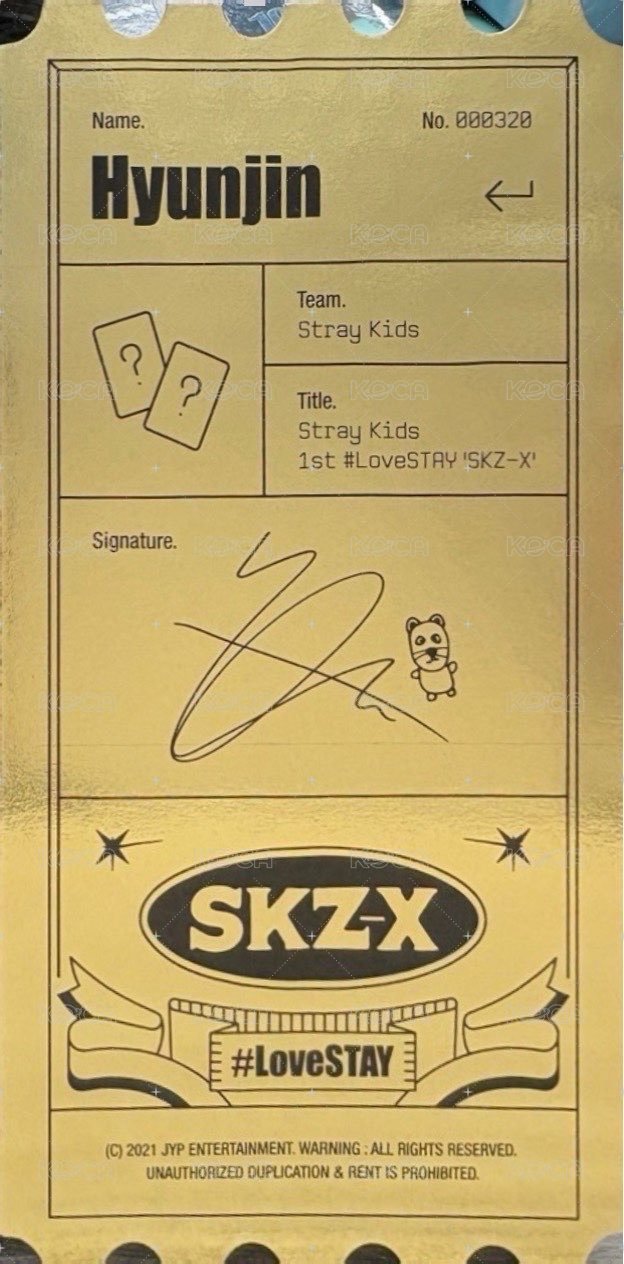 Name.
No. 000320
Hyunjin
? ?
Team.
Stray Kids
Title.
Stray Kids
1st #LoveSTAY 'SKZ-X'
Signature.
SKZ-X
#LoveSTAY
(C) 2021 JYP ENTERTAINMENT. WARNING : ALL RIGHTS RESERVED.
UNAUTHORIZED DUPLICATION & RENT IS PROHIBITED.
KOCA